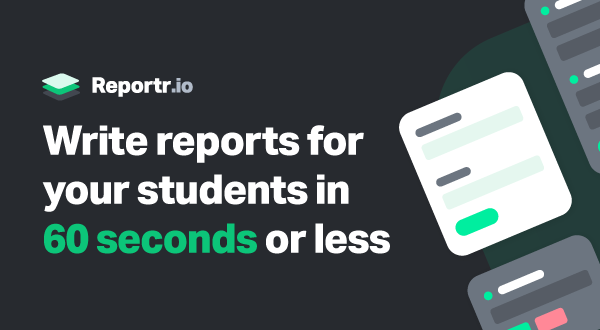 Reportr.io
Write reports for
your students in
60 seconds or less